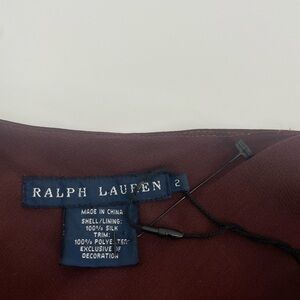 RALPH LAUREN 2
MADE IN CHINA
SHELL/LINING:
100% SILK
TRIM:
100% POLYESTER
EXCLUSIVE OF
DECORATION